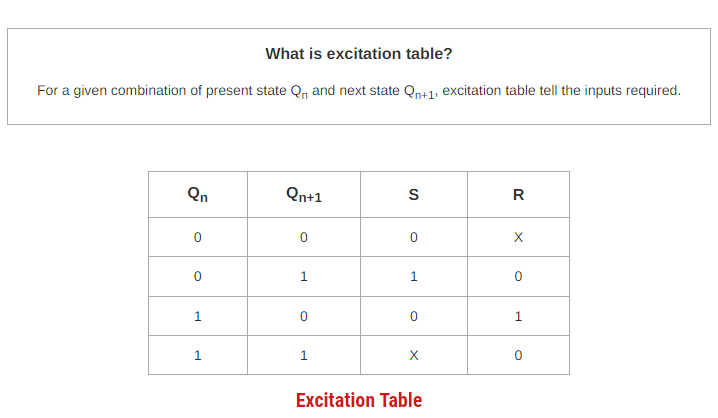 What is excitation table?
For a given combination of present state Qn and next state Qn+1, excitation table tell the inputs required.
Qn Qn+1 S R
0 0 0 X
0 1 1 0
1 0 0 1
1 1 X 0
Excitation Table